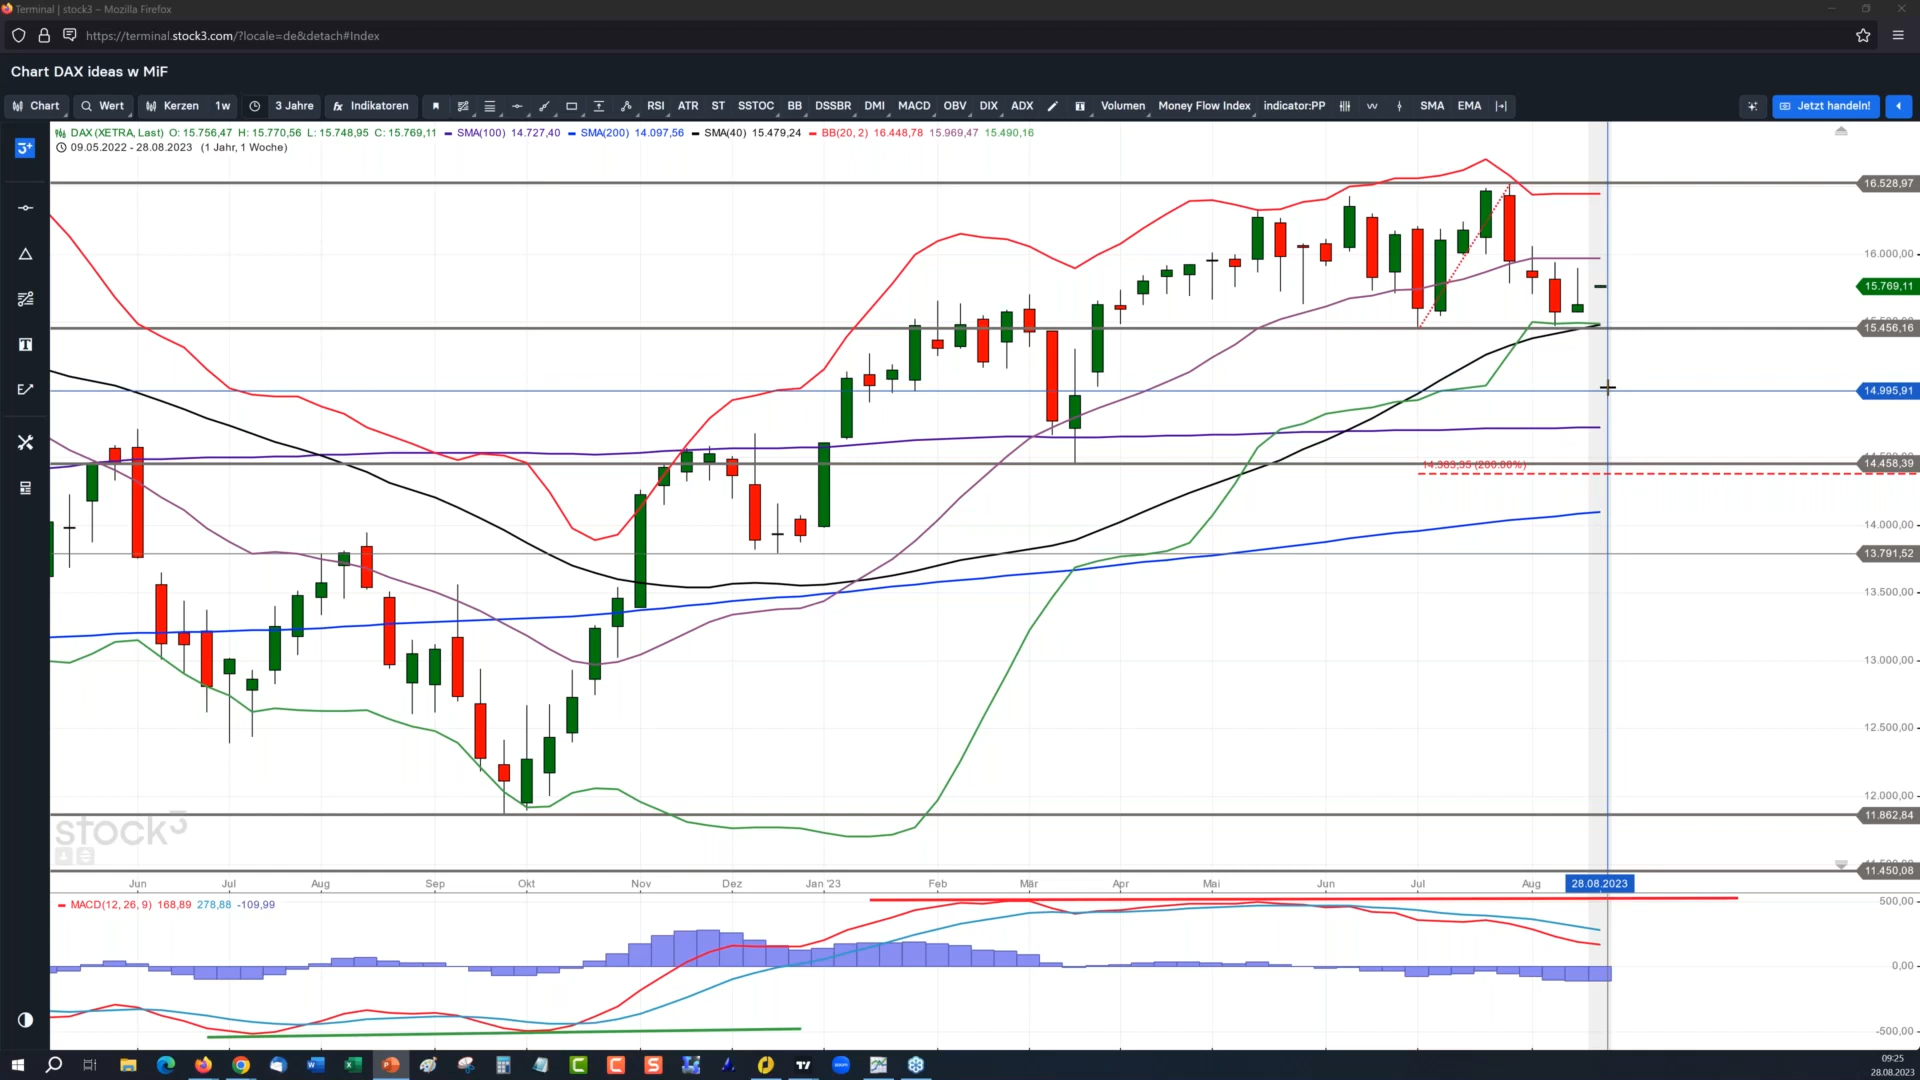 Terminal | stock3 – Mozilla Firefox
https://terminal.stock3.com/?locale=de&detach#Index
Chart DAX ideas w MiF
Chart Wert Kerzen 1w 3 Jahre fx Indikatoren RSI ATR ST SSTOC BB DSSBR DMI MACD OBV DIX ADX Volumen Money Flow Index indicator:PP SMA EMA Jetzt handeln!
DAX (XETRA, Last) O: 15.756,47 H: 15.770,56 L: 15.748,95 C: 15.769,11 SMA(100) 14.727,40 SMA(200) 14.097,56 SMA(40) 15.479,24 BB(20, 2) 16.448,78 15.969,47 15.490,16
09.05.2022 - 28.08.2023 (1 Jahr, 1 Woche)
16.528,97
16.000,00
15.769,11
15.456,16
14.995,91
14.458,39
14.000,00
13.791,52
13.500,00
13.000,00
12.500,00
12.000,00
11.862,84
11.450,08
stock3
Jun Jul Aug Sep Okt Nov Dez Jan '23 Feb Mär Apr Mai Jun Jul Aug 28.08.2023
MACD(12, 26, 9) 168,89 278,88 -109,99
500,00
0,00
-500,00
09:25
28.08.2023